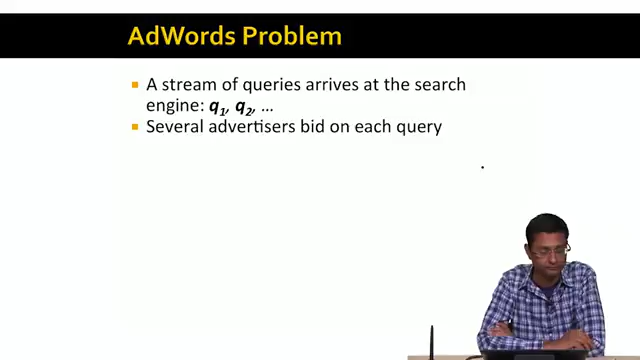 AdWords Problem
A stream of queries arrives at the search
engine: q1, q2, …
Several advertisers bid on each query